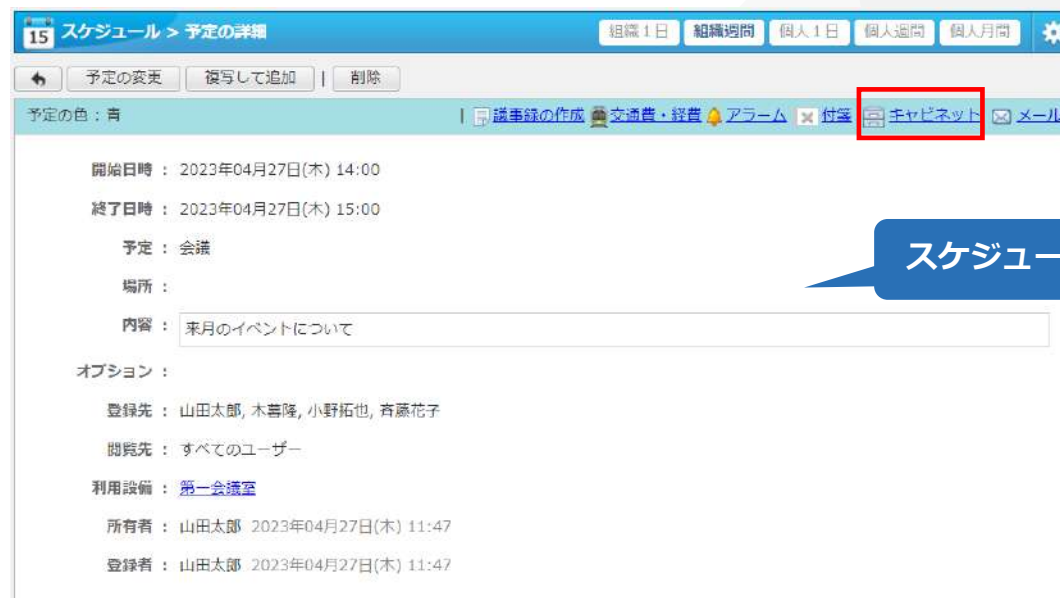 15 スケジュール > 予定の詳細 組織1日 組織週間 個人1日 個人週間 個人月間
予定の変更 複写して追加 | 削除
予定の色：青 | 議事録の作成 交通費・経費 アラーム 付箋 キャビネット メール
開始日時 : 2023年04月27日(木) 14:00
終了日時 : 2023年04月27日(木) 15:00
予定 : 会議
スケジュー
場所 :
内容 : 来月のイベントについて
オプション :
登録先 : 山田太郎, 木暮隆, 小野拓也, 斉藤花子
閲覧先 : すべてのユーザー
利用設備 : 第一会議室
所有者 : 山田太郎 2023年04月27日(木) 11:47
登録者 : 山田太郎 2023年04月27日(木) 11:47